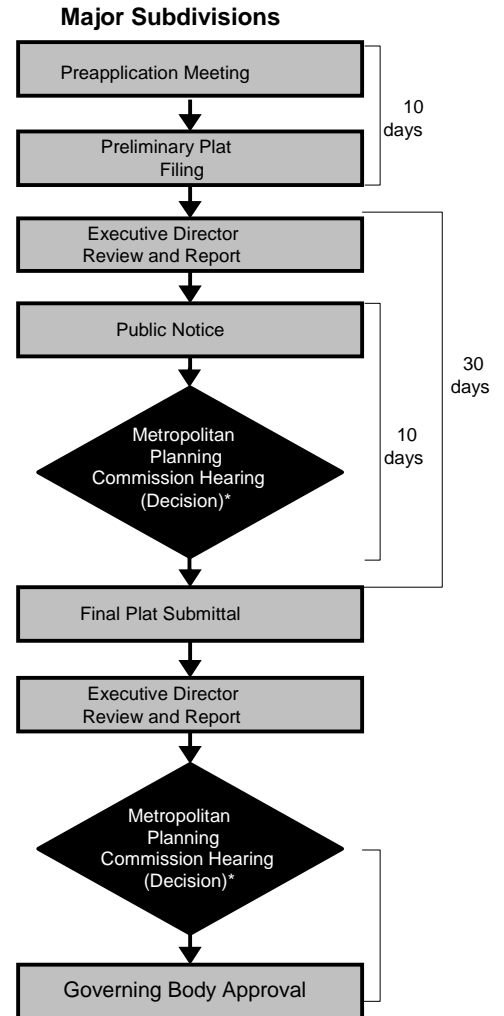 Major Subdivisions
Preapplication Meeting
10
days
Preliminary Plat
Filing
Executive Director
Review and Report
Public Notice
30
days
Metropolitan
Planning
Commission Hearing
(Decision)*
10
days
Final Plat Submittal
Executive Director
Review and Report
Metropolitan
Planning
Commission Hearing
(Decision)*
Governing Body Approval